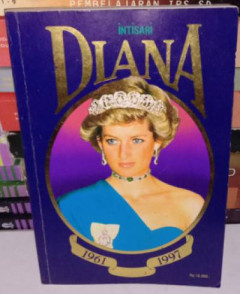 PEMBELAJARAN IPS SD
INTISARI
DIANA
1961
1997